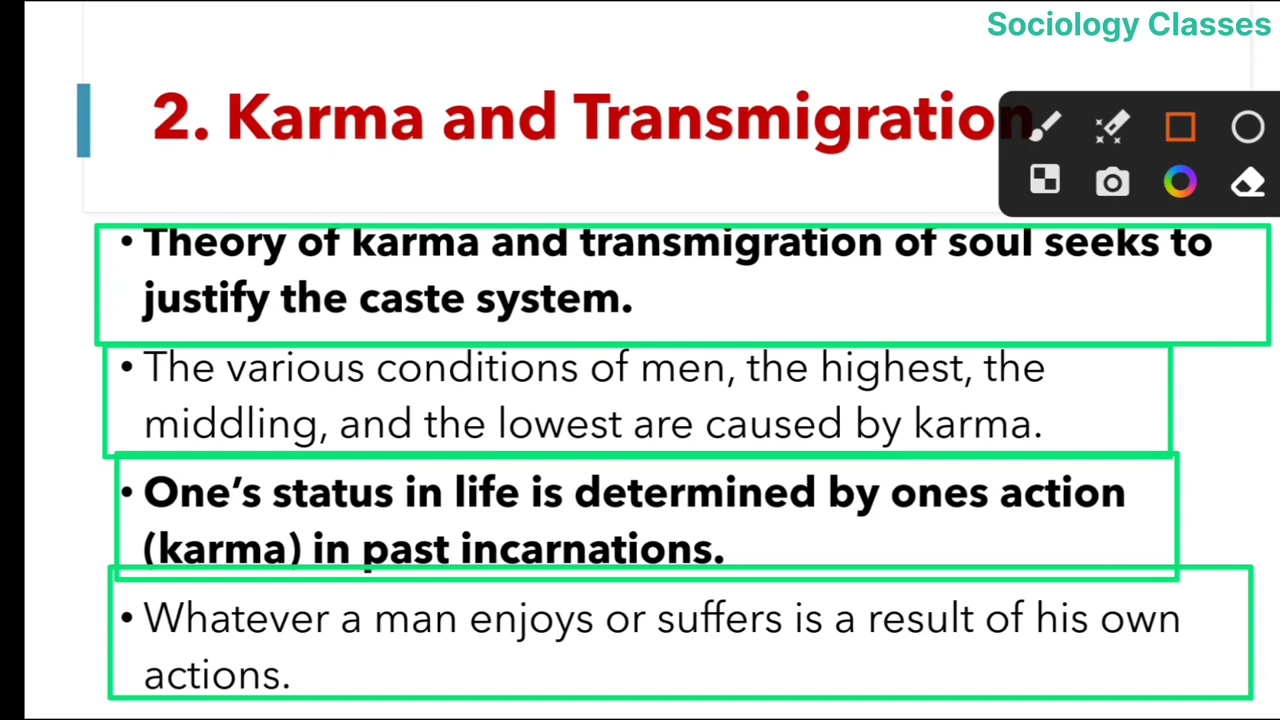 Sociology Classes
2. Karma and Transmigration
• Theory of karma and transmigration of soul seeks to
justify the caste system.
• The various conditions of men, the highest, the
middling, and the lowest are caused by karma.
• One's status in life is determined by ones action
(karma) in past incarnations.
• Whatever a man enjoys or suffers is a result of his own
actions.